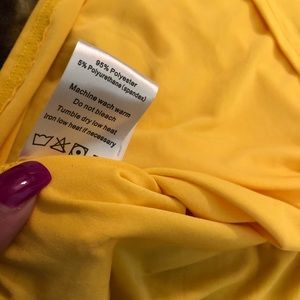 95% Polyester
5% Polyurethane(spandex)
Machine wach warm
Do not bleach
Tumble dry low heat
Iron low heat if necessary